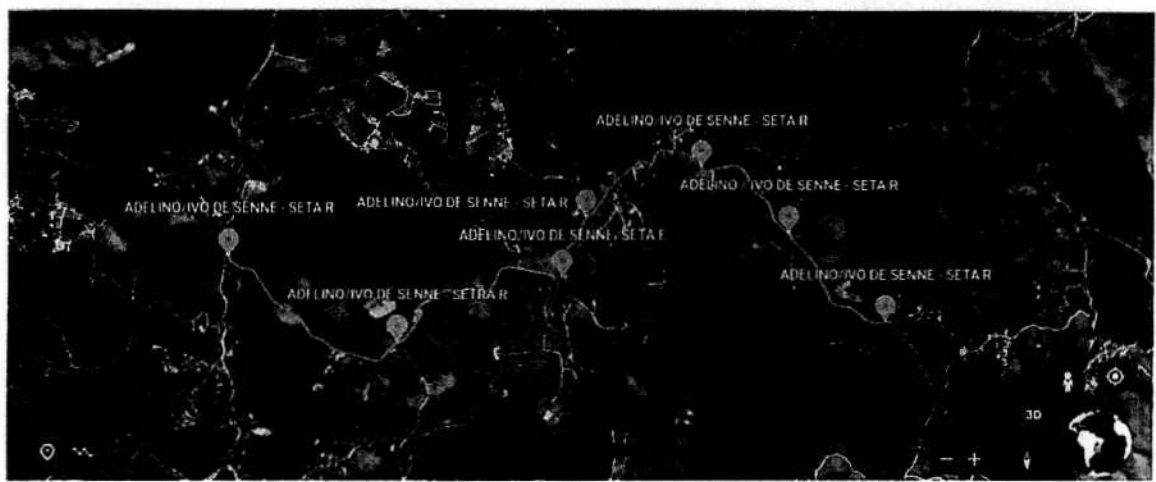 ADELINO/IVO DE SENNE - SETA R
ADELINO/IVO DE SENNE - SETA R
ADELINO/IVO DE SENNE - SETA R
ADELINO/IVO DE SENNE - SETA R
ADELINO/IVO DE SENNE - SETA E
ADELINO/IVO DE SENNE - SETRA R
ADELINO/IVO DE SENNE - SETA R
3D